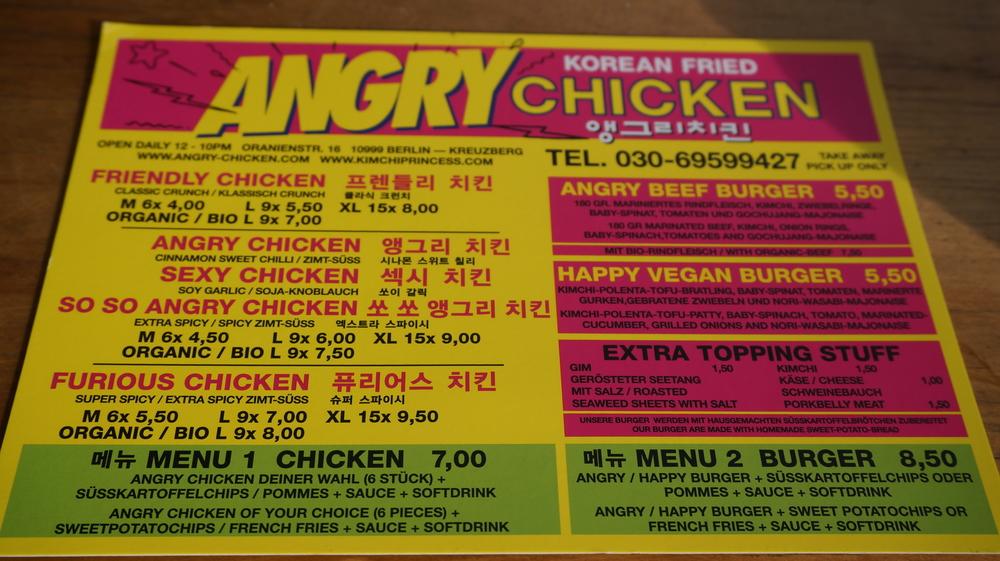 ANGRY KOREAN FRIED CHICKEN
앵그리치킨
OPEN DAILY 12 - 10PM ORANIENSTR. 16 10999 BERLIN — KREUZBERG
WWW.ANGRY-CHICKEN.COM WWW.KIMCHIPRINCESS.COM
TEL. 030-69599427 TAKE AWAY
PICK UP ONLY
FRIENDLY CHICKEN 프렌들리 치킨
CLASSIC CRUNCH / KLASSISCH CRUNCH 클라식 크런치
M 6x 4,00 L 9x 5,50 XL 15x 8,00
ORGANIC / BIO L 9x 7,00
ANGRY CHICKEN 앵그리 치킨
CINNAMON SWEET CHILLI / ZIMT-SÜSS 시나몬 스위트 칠리
SEXY CHICKEN 섹시 치킨
SOY GARLIC / SOJA-KNOBLAUCH 쏘이 갈릭
SO SO ANGRY CHICKEN 쏘 쏘 앵그리 치킨
EXTRA SPICY / SPICY ZIMT-SÜSS 엑스트라 스파이시
M 6x 4,50 L 9x 6,00 XL 15x 9,00
ORGANIC / BIO L 9x 7,50
FURIOUS CHICKEN 퓨리어스 치킨
SUPER SPICY / EXTRA SPICY ZIMT-SÜSS 슈퍼 스파이시
M 6x 5,50 L 9x 7,00 XL 15x 9,50
ORGANIC / BIO L 9x 8,00
ANGRY BEEF BURGER 5,50
180 GR. MARINIERTES RINDFLEISCH, KIMCHI, ZWIEBELRINGE,
BABY-SPINAT, TOMATEN UND GOCHUJANG-MAJONAISE
180 GR MARINATED BEEF, KIMCHI, ONION RINGS,
BABY-SPINACH,TOMATOES AND GOCHUJANG-MAJONAISE
MIT BIO-RINDFLEISCH / WITH ORGANIC-BEEF 7,50
HAPPY VEGAN BURGER 5,50
KIMCHI-POLENTA-TOFU-BRATLING, BABY-SPINAT, TOMATEN, MARINIERTE
GURKEN,GEBRATENE ZWIEBELN UND NORI-WASABI-MAJONAISE
KIMCHI-POLENTA-TOFU-PATTY, BABY-SPINACH, TOMATO, MARINATED-
CUCUMBER, GRILLED ONIONS AND NORI-WASABI-MAJONAISE
EXTRA TOPPING STUFF
GIM 1,50 KIMCHI 1,50
GERÖSTETER SEETANG KÄSE / CHEESE 1,00
MIT SALZ / ROASTED SCHWEINEBAUCH
SEAWEED SHEETS WITH SALT PORKBELLY MEAT 1,50
UNSERE BURGER WERDEN MIT HAUSGEMACHTEN SÜSSKARTOFFELBRÖTCHEN ZUBEREITET
OUR BURGER ARE MADE WITH HOMEMADE SWEET-POTATO-BREAD
메뉴 MENU 1 CHICKEN 7,00
ANGRY CHICKEN DEINER WAHL (6 STÜCK) +
SÜSSKARTOFFELCHIPS / POMMES + SAUCE + SOFTDRINK
ANGRY CHICKEN OF YOUR CHOICE (6 PIECES) +
SWEETPOTATOCHIPS / FRENCH FRIES + SAUCE + SOFTDRINK
메뉴 MENU 2 BURGER 8,50
ANGRY / HAPPY BURGER + SÜSSKARTOFFELCHIPS ODER
POMMES + SAUCE + SOFTDRINK
ANGRY / HAPPY BURGER + SWEET POTATOCHIPS OR
FRENCH FRIES + SAUCE + SOFTDRINK